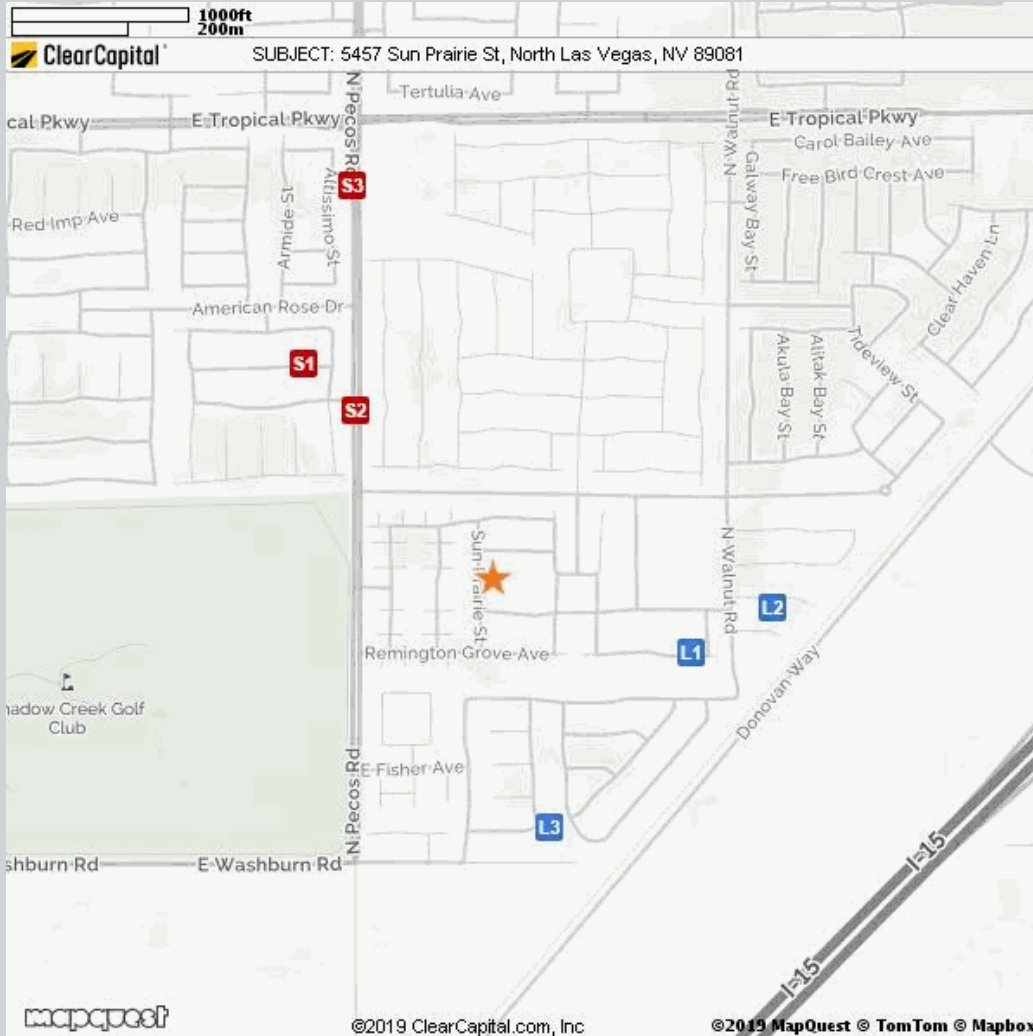 1000ft
200m
ClearCapital
SUBJECT: 5457 Sun Prairie St, North Las Vegas, NV 89081
Tertulia Ave
N Pecos Rd
N Walnut Rd
cal Pkwy
E Tropical Pkwy
E Tropical Pkwy
Carol Bailey Ave
Free Bird Crest Ave
S3
Altissimo St
Galway Bay St
Armide St
Red Imp Ave
Clear Haven Ln
American Rose Dr
Tideview St
Akula Bay St
Alitak Bay St
S1
S2
Sun Prairie St
N Walnut Rd
L2
Remington Grove Ave
L1
Donovan Way
hadow Creek Golf
Club
E Fisher Ave
N Pecos Rd
L3
shburn Rd
E Washburn Rd
I-15
I-15
mapquest
©2019 ClearCapital.com, Inc
©2019 MapQuest © TomTom © Mapbo